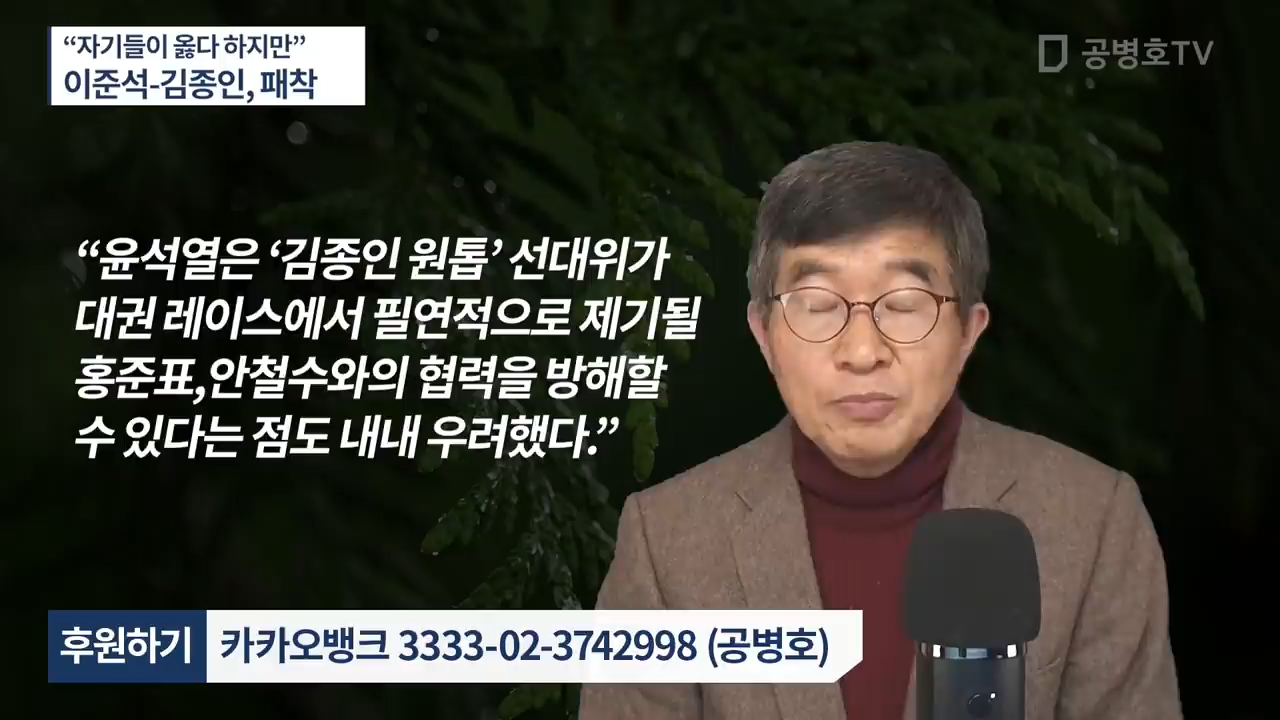 “자기들이 옳다 하지만”
이준석-김종인, 패착
공병호TV
“윤석열은 ‘김종인 원톱’ 선대위가
대권 레이스에서 필연적으로 제기될
홍준표,안철수와의 협력을 방해할
수 있다는 점도 내내 우려했다.”
후원하기
카카오뱅크 3333-02-3742998 (공병호)